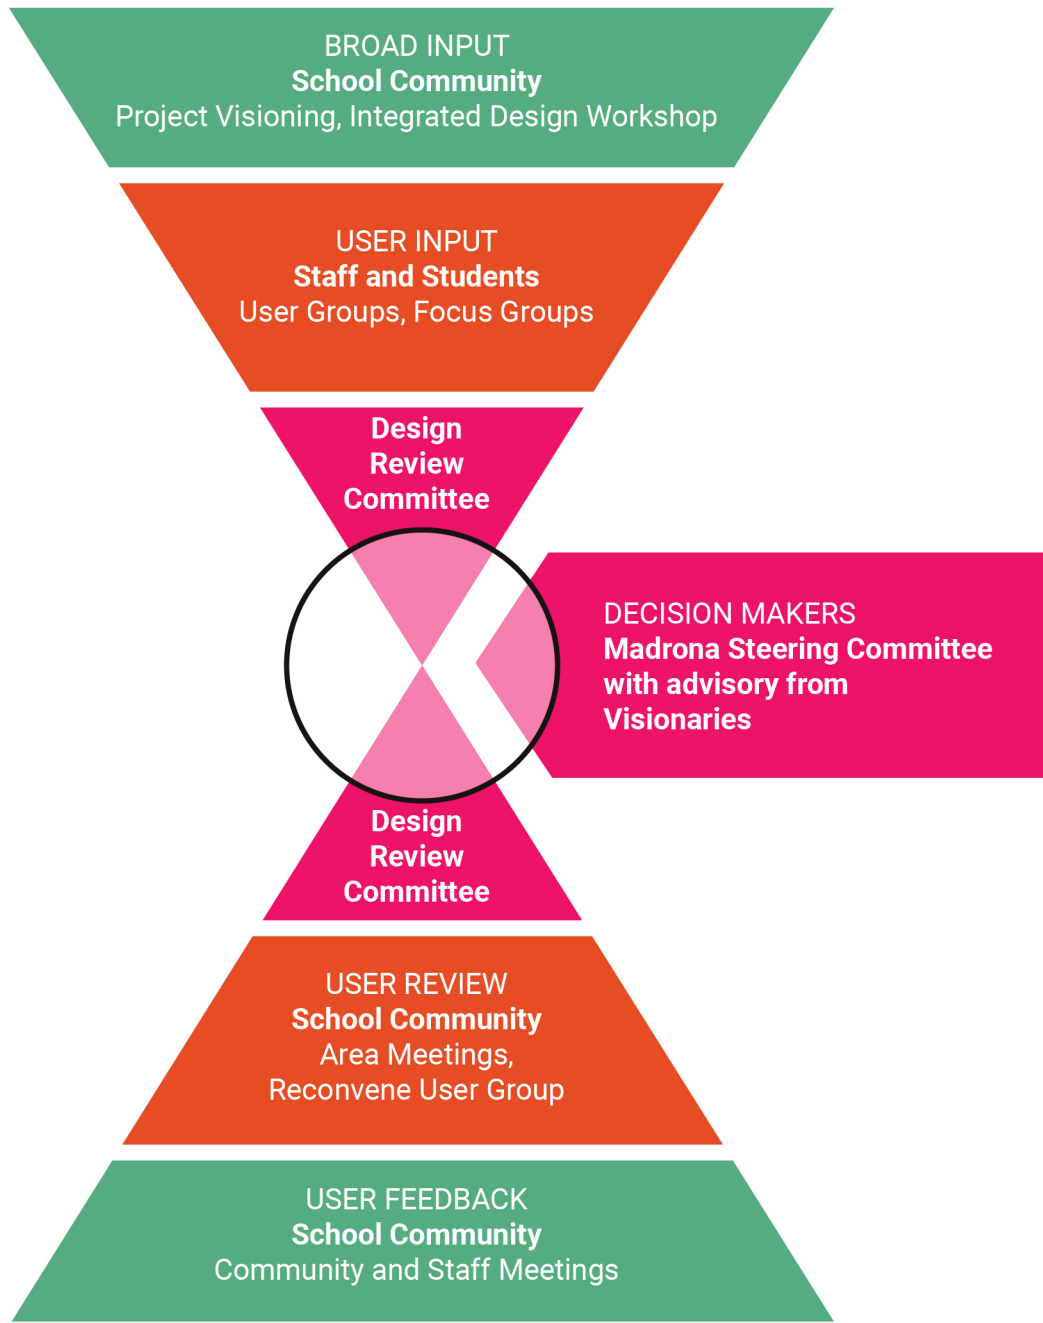 BROAD INPUT
School Community
Project Visioning, Integrated Design Workshop
USER INPUT
Staff and Students
User Groups, Focus Groups
Design
Review
Committee
DECISION MAKERS
Madrona Steering Committee
with advisory from
Visionaries
Design
Review
Committee
USER REVIEW
School Community
Area Meetings,
Reconvene User Group
USER FEEDBACK
School Community
Community and Staff Meetings